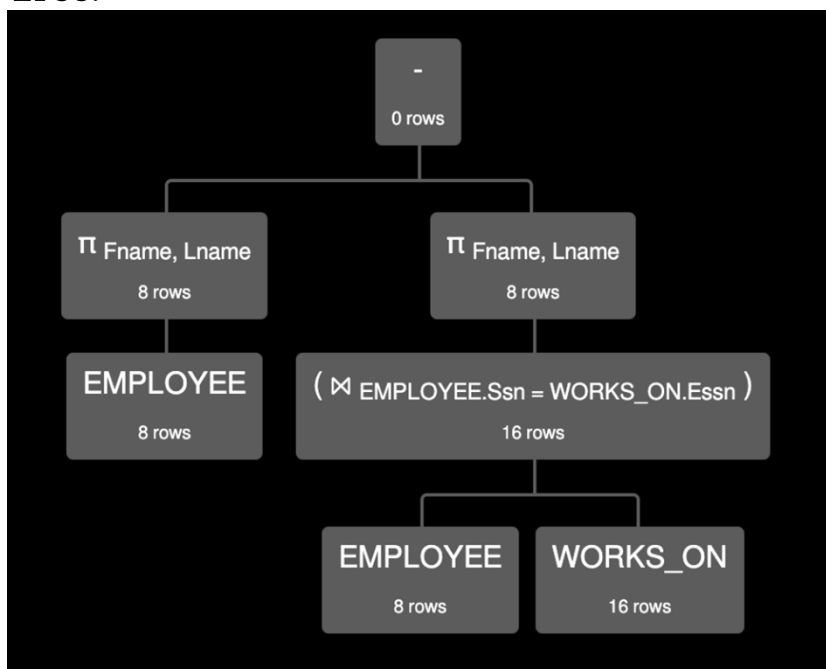 -
0 rows
π Fname, Lname
8 rows
π Fname, Lname
8 rows
EMPLOYEE
8 rows
( ⋈ EMPLOYEE.Ssn = WORKS_ON.Essn )
16 rows
EMPLOYEE
8 rows
WORKS_ON
16 rows